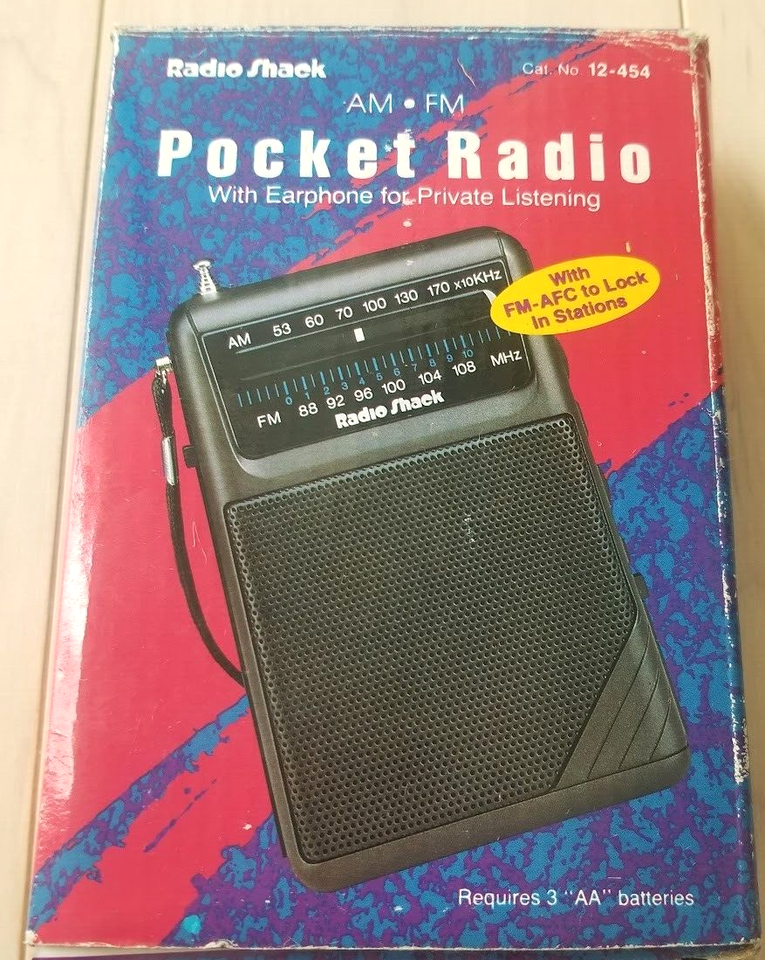 Radio Shack
Cat. No 12-454
AM • FM
Pocket Radio
With Earphone for Private Listening
With
FM-AFC to Lock
In Stations
AM 53 60 70 100 130 170 x10KHz
0 1 2 3 4 5 6 7 8 9 10
FM 88 92 96 100 104 108 MHz
Radio Shack
Requires 3 "AA" batteries